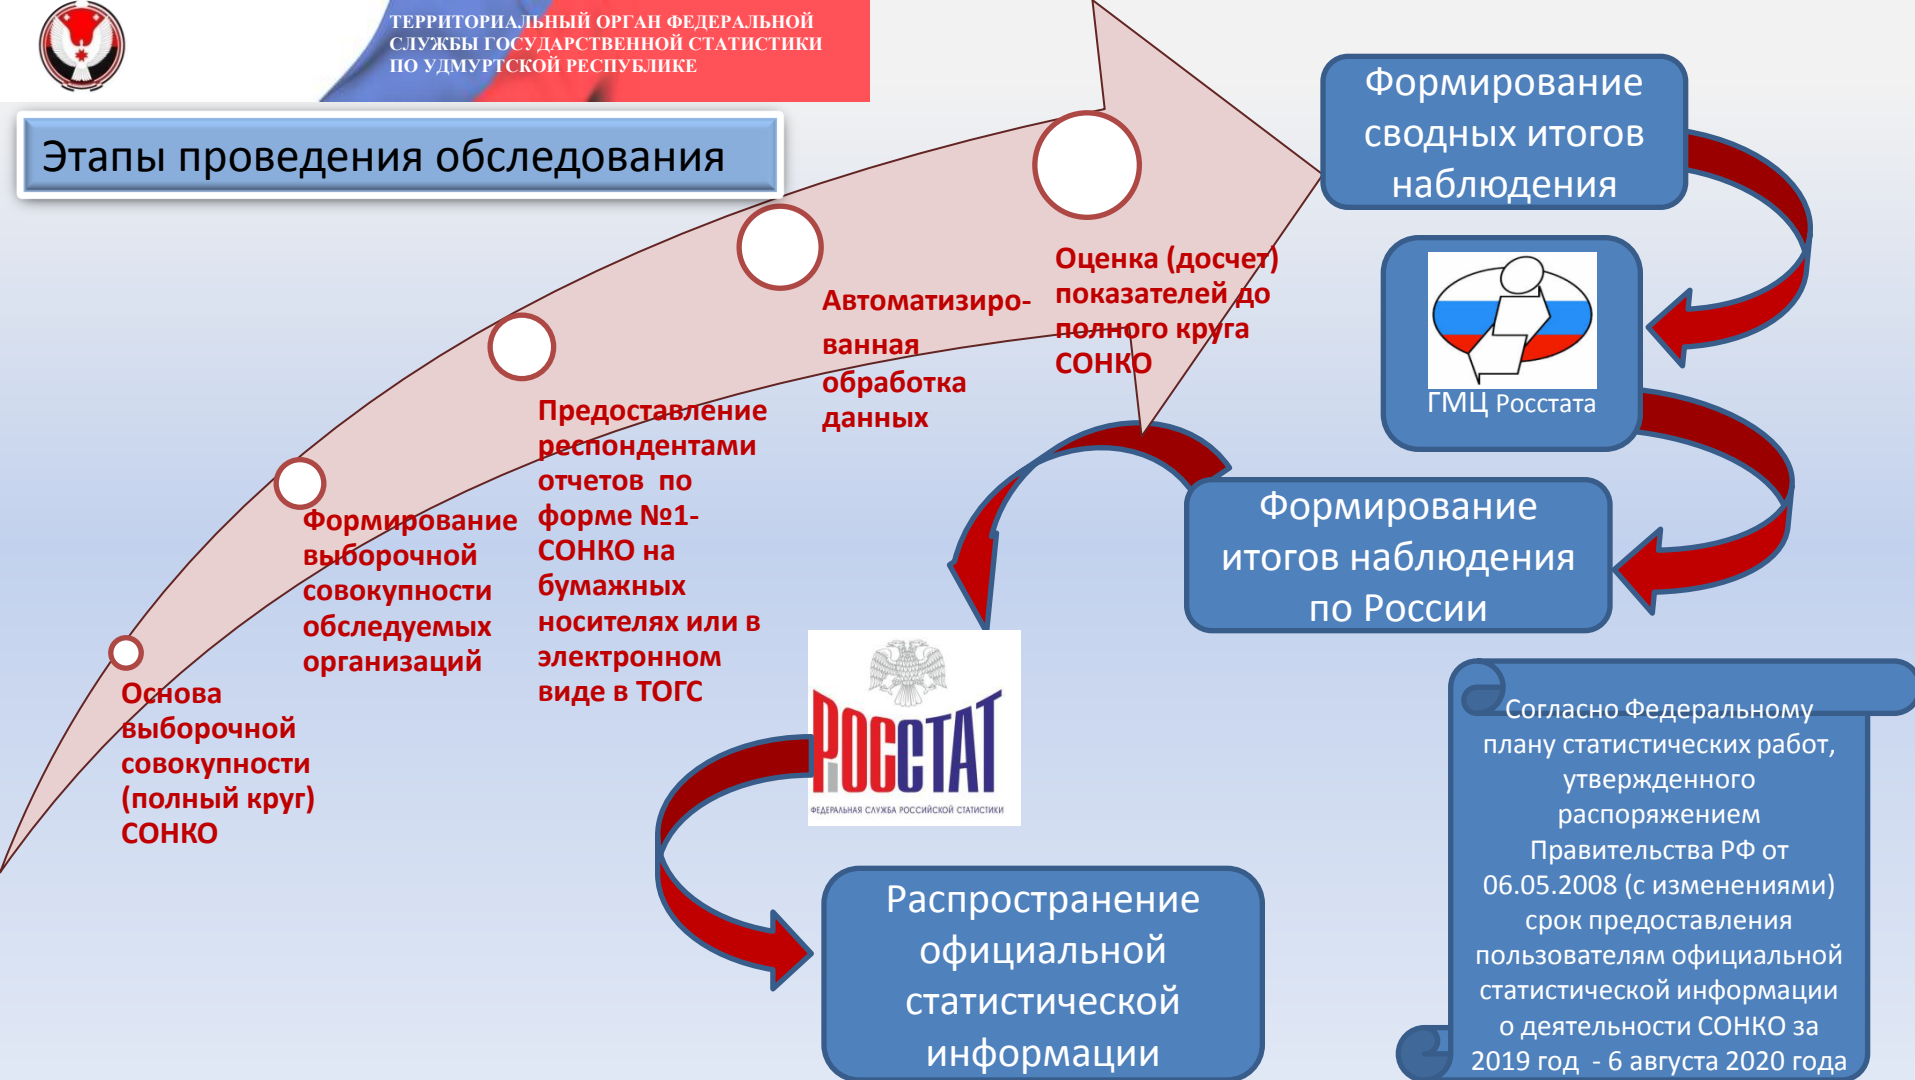 ТЕРРИТОРИАЛЬНЫЙ ОРГАН ФЕДЕРАЛЬНОЙ
СЛУЖБЫ ГОСУДАРСТВЕННОЙ СТАТИСТИКИ
ПО УДМУРТСКОЙ РЕСПУБЛИКЕ
Этапы проведения обследования
Основа
выборочной
совокупности
(полный круг)
СОНКО
Формирование
выборочной
совокупности
обследуемых
организаций
Предоставление
респондентами
отчетов по
форме №1-
СОНКО на
бумажных
носителях или в
электронном
виде в ТОГС
Автоматизиро-
ванная
обработка
данных
Оценка (досчет)
показателей до
полного круга
СОНКО
Формирование
сводных итогов
наблюдения
ГМЦ Росстата
Формирование
итогов наблюдения
по России
РОССТАТ
ФЕДЕРАЛЬНАЯ СЛУЖБА РОССИЙСКОЙ СТАТИСТИКИ
Распространение
официальной
статистической
информации
Согласно Федеральному
плану статистических работ,
утвержденного
распоряжением
Правительства РФ от
06.05.2008 (с изменениями)
срок предоставления
пользователям официальной
статистической информации
о деятельности СОНКО за
2019 год - 6 августа 2020 года